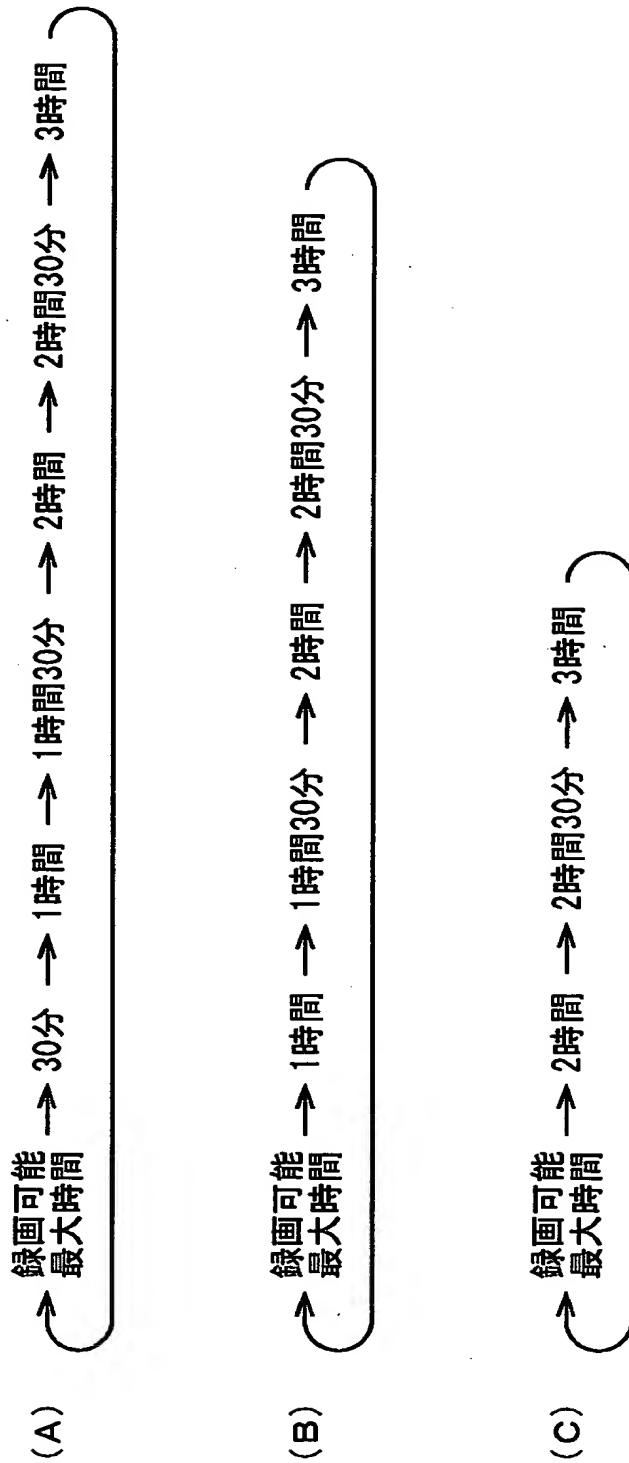 (A)
録画可能
最大時間 → 30分 → 1時間 → 1時間30分 → 2時間 → 2時間30分 → 3時間
(B)
録画可能
最大時間 → 1時間 → 1時間30分 → 2時間 → 2時間30分 → 3時間
(C)
録画可能
最大時間 → 2時間 → 2時間30分 → 3時間